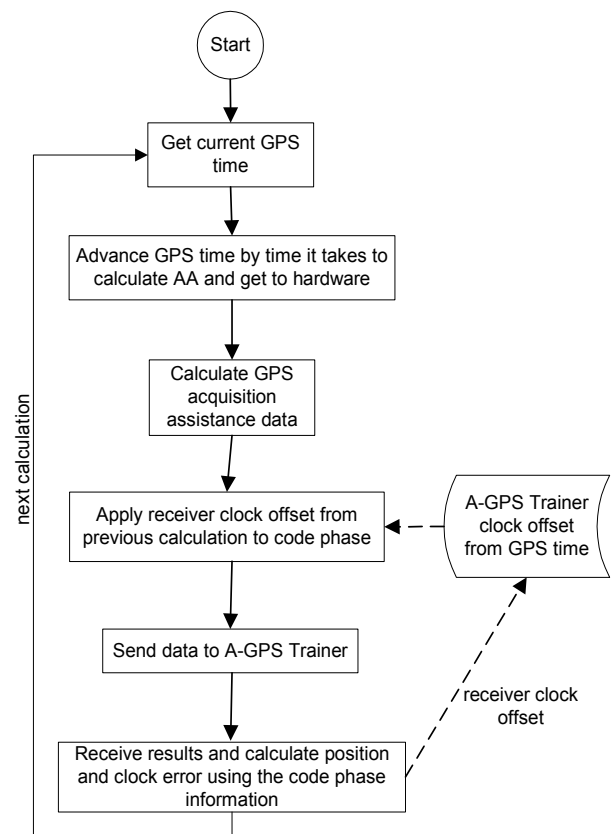 Start
Get current GPS
time
Advance GPS time by time it takes to
calculate AA and get to hardware
Calculate GPS
acquisition
assistance data
next calculation
Apply receiver clock offset from
previous calculation to code phase
A-GPS Trainer
clock offset
from GPS time
Send data to A-GPS Trainer
receiver clock
offset
Receive results and calculate position
and clock error using the code phase
information